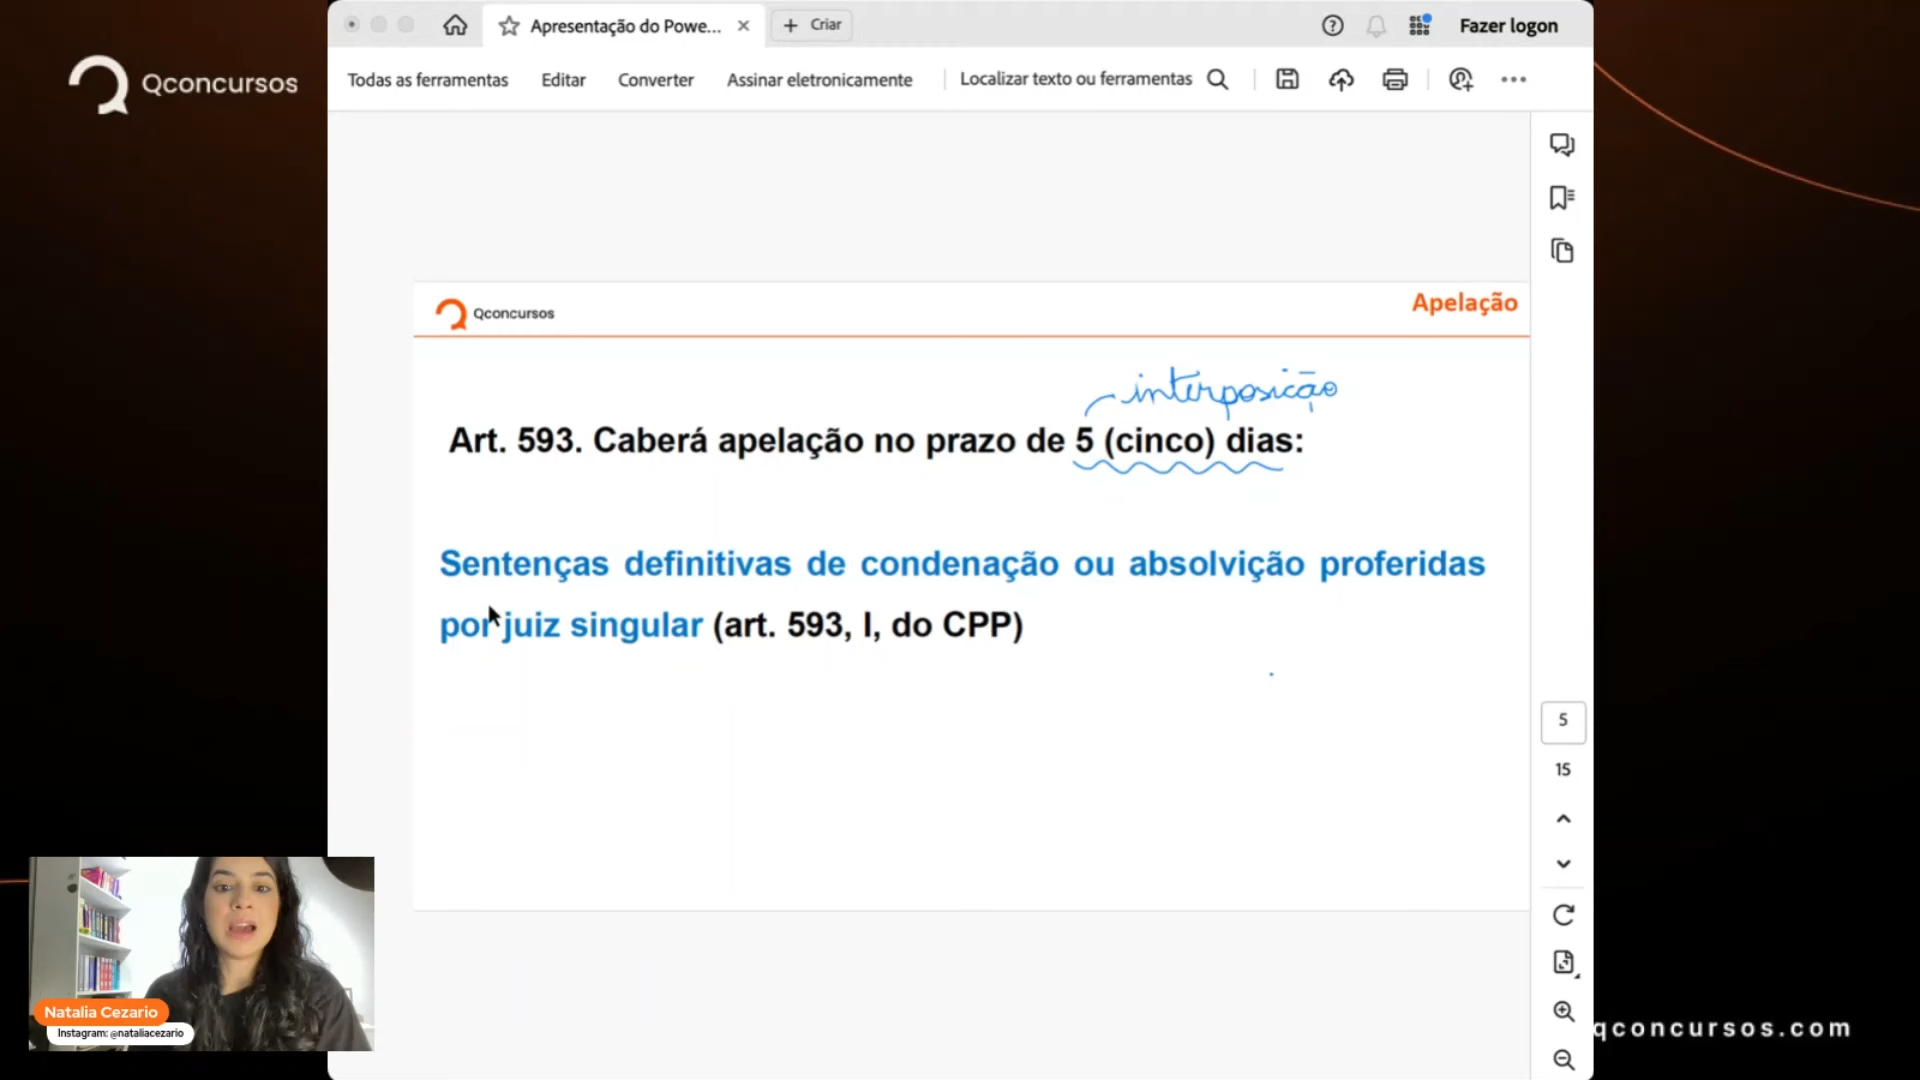 Apresentação do Powe...
Criar
Fazer logon
Qconcursos
Todas as ferramentas
Editar
Converter
Assinar eletronicamente
Localizar texto ou ferramentas
Qconcursos
Apelação
interposição
Art. 593. Caberá apelação no prazo de 5 (cinco) dias:
Sentenças definitivas de condenação ou absolvição proferidas
por juiz singular (art. 593, I, do CPP)
5
15
Natalia Cezario
Instagram: @nataliacezario
qconcursos.com